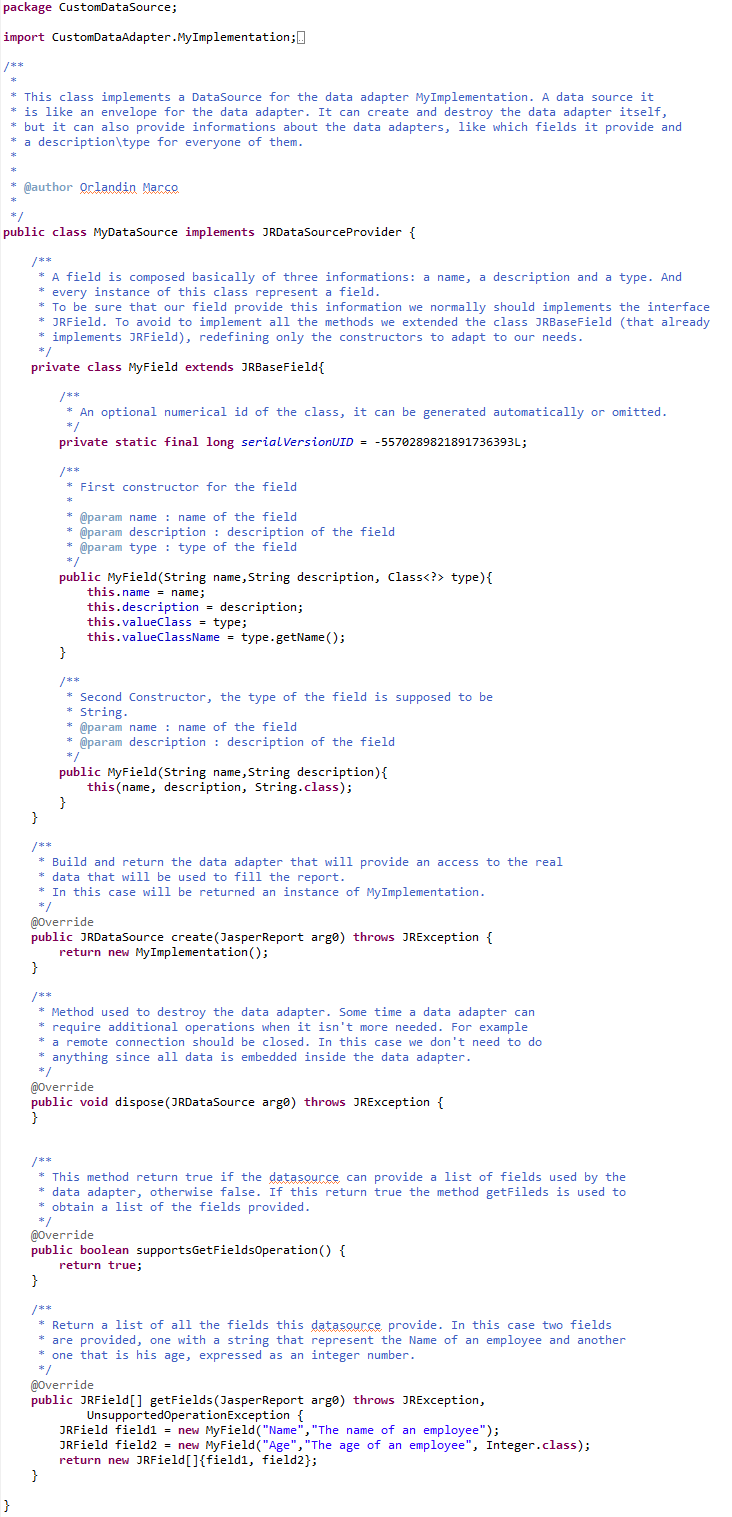 package CustomDataSource;
import CustomDataAdapter.MyImplementation;
/**
 *
 * This class implements a DataSource for the data adapter MyImplementation. A data source it
 * is like an envelope for the data adapter. It can create and destroy the data adapter itself,
 * but it can also provide informations about the data adapters, like which fields it provide and
 * a description\type for everyone of them.
 *
 *
 * @author Orlandin Marco
 *
 */
public class MyDataSource implements JRDataSourceProvider {
    /**
     * A field is composed basically of three informations: a name, a description and a type. And
     * every instance of this class represent a field.
     * To be sure that our field provide this information we normally should implements the interface
     * JRField. To avoid to implement all the methods we extended the class JRBaseField (that already
     * implements JRField), redefining only the constructors to adapt to our needs.
     */
    private class MyField extends JRBaseField{
        /**
         * An optional numerical id of the class, it can be generated automatically or omitted.
         */
        private static final long serialVersionUID = -5570289821891736393L;
        /**
         * First constructor for the field
         *
         * @param name : name of the field
         * @param description : description of the field
         * @param type : type of the field
         */
        public MyField(String name,String description, Class<?> type){
            this.name = name;
            this.description = description;
            this.valueClass = type;
            this.valueClassName = type.getName();
        }
        /**
         * Second Constructor, the type of the field is supposed to be
         * String.
         * @param name : name of the field
         * @param description : description of the field
         */
        public MyField(String name,String description){
            this(name, description, String.class);
        }
    }
    /**
     * Build and return the data adapter that will provide an access to the real
     * data that will be used to fill the report.
     * In this case will be returned an instance of MyImplementation.
     */
    @Override
    public JRDataSource create(JasperReport arg0) throws JRException {
        return new MyImplementation();
    }
    /**
     * Method used to destroy the data adapter. Some time a data adapter can
     * require additional operations when it isn't more needed. For example
     * a remote connection should be closed. In this case we don't need to do
     * anything since all data is embedded inside the data adapter.
     */
    @Override
    public void dispose(JRDataSource arg0) throws JRException {
    }
    /**
     * This method return true if the datasource can provide a list of fields used by the
     * data adapter, otherwise false. If this return true the method getFileds is used to
     * obtain a list of the fields provided.
     */
    @Override
    public boolean supportsGetFieldsOperation() {
        return true;
    }
    /**
     * Return a list of all the fields this datasource provide. In this case two fields
     * are provided, one with a string that represent the Name of an employee and another
     * one that is his age, expressed as an integer number.
     */
    @Override
    public JRField[] getFields(JasperReport arg0) throws JRException,
            UnsupportedOperationException {
        JRField field1 = new MyField("Name","The name of an employee");
        JRField field2 = new MyField("Age","The age of an employee", Integer.class);
        return new JRField[]{field1, field2};
    }
}